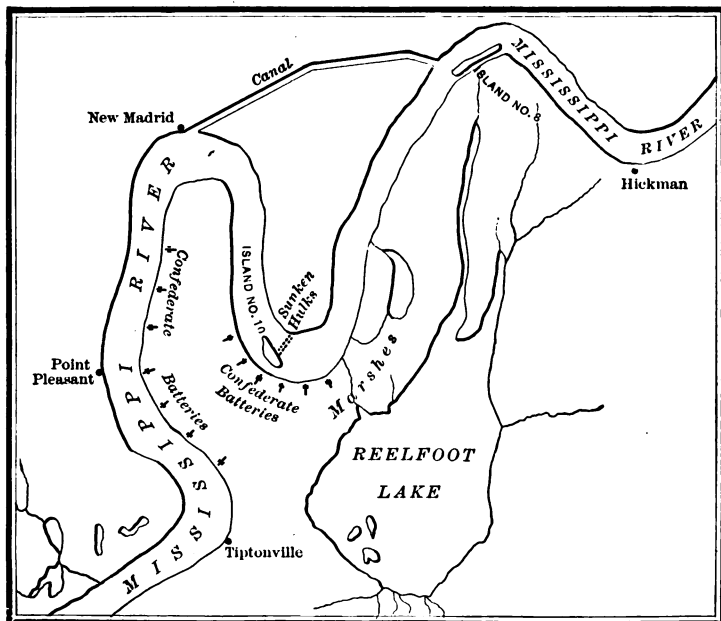 Canal
New Madrid
MISSISSIPPI
RIVER
ISLAND NO. 8
Hickman
MISSISSIPPI RIVER
Confederate
Batteries
ISLAND NO. 10
Sunken
Hulks
Confederate
Batteries
Marshes
Point
Pleasant
REELFOOT
LAKE
Tiptonville